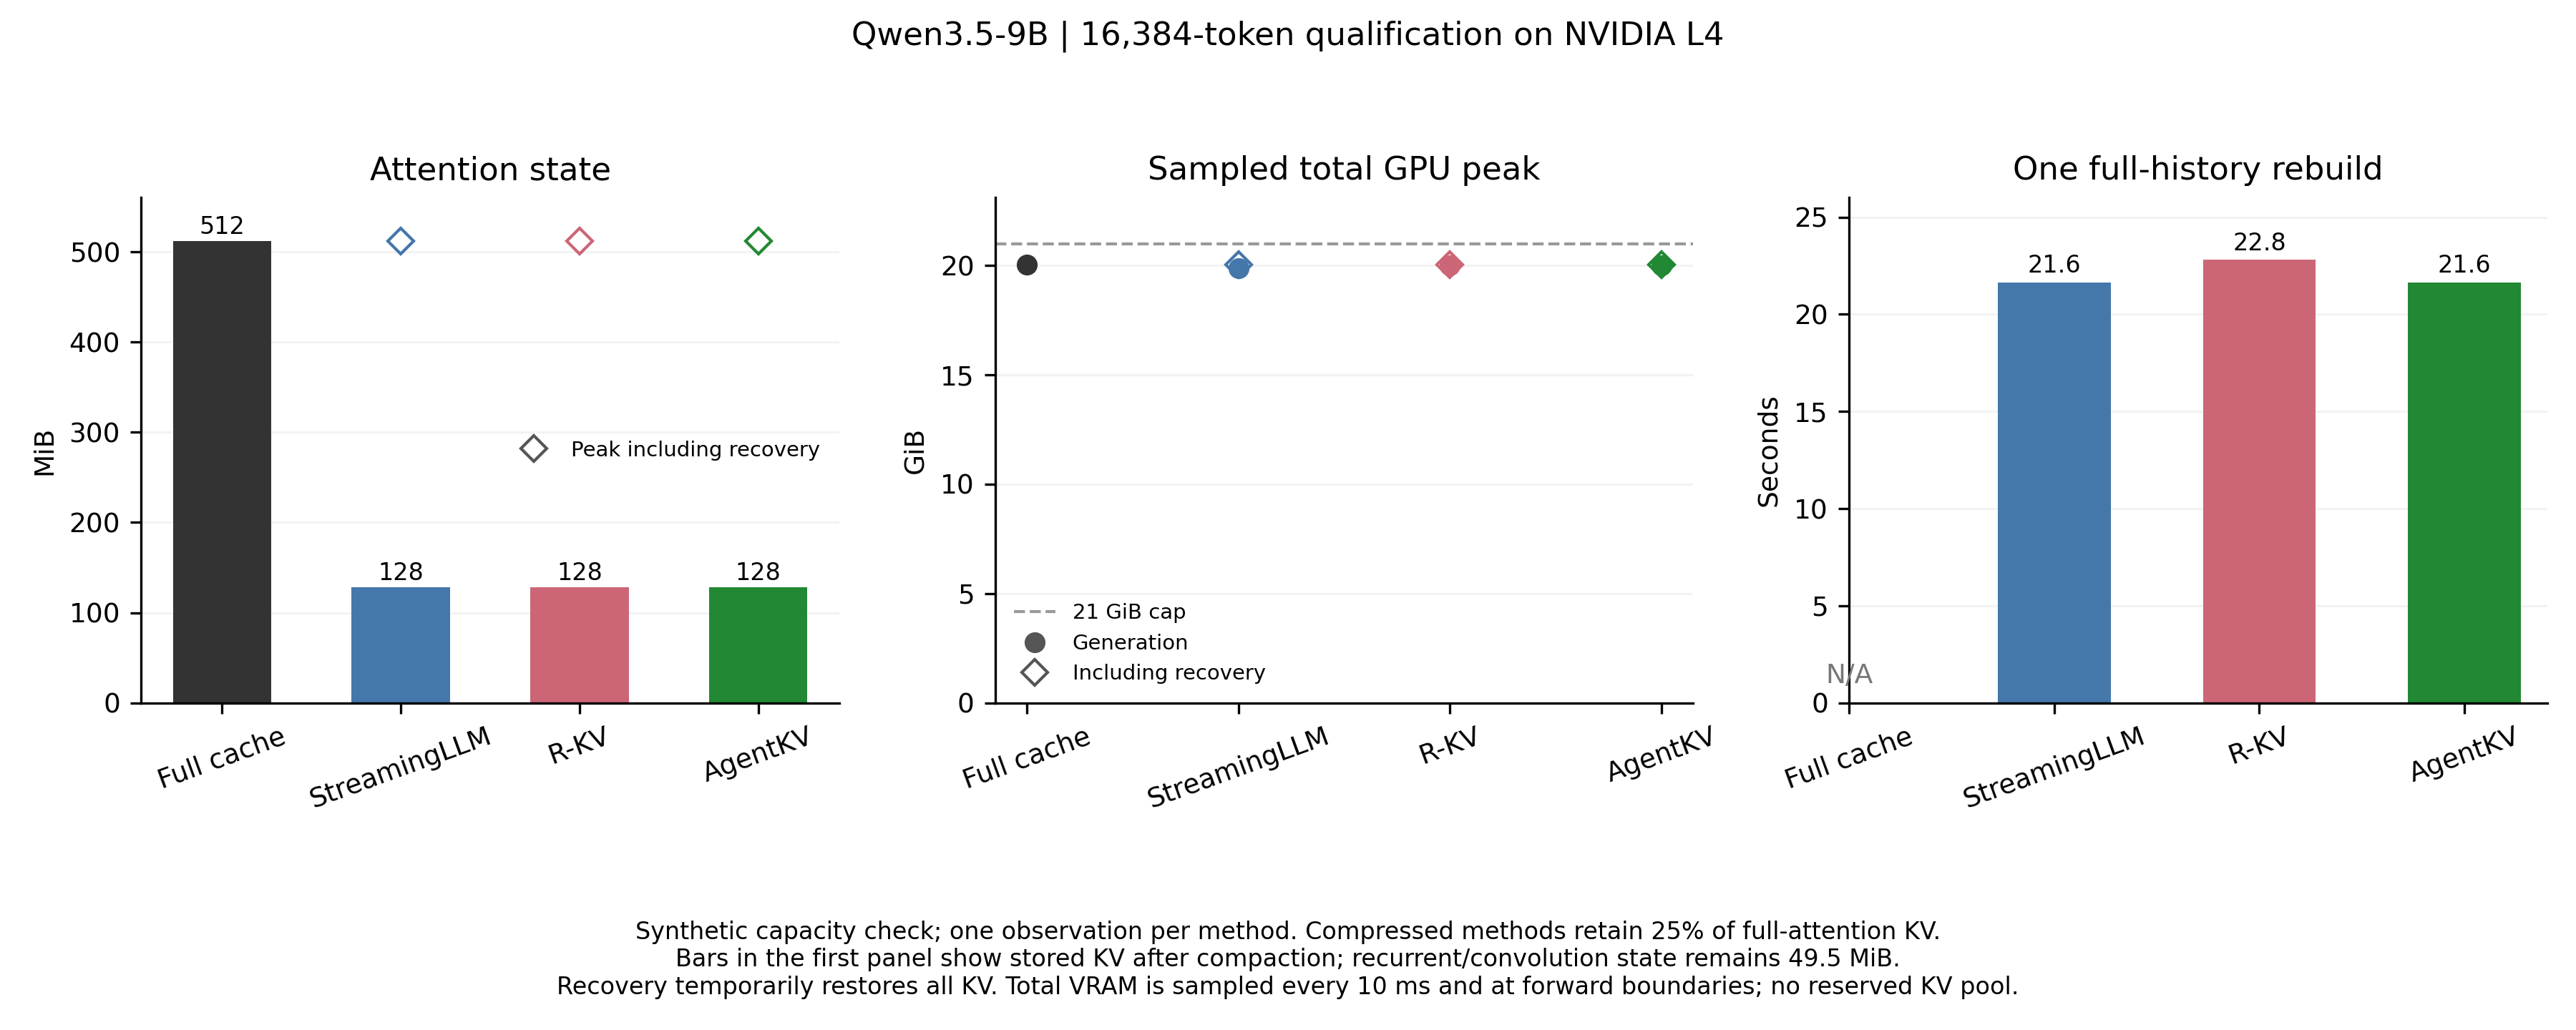 Qwen3.5-9B | 16,384-token qualification on NVIDIA L4
Attention state
MiB
500
400
300
200
100
0
512
128
128
128
Peak including recovery
Full cache
StreamingLLM
R-KV
AgentKV
Sampled total GPU peak
GiB
20
15
10
5
0
21 GiB cap
Generation
Including recovery
Full cache
StreamingLLM
R-KV
AgentKV
One full-history rebuild
Seconds
25
20
15
10
5
0
N/A
21.6
22.8
21.6
Full cache
StreamingLLM
R-KV
AgentKV
Synthetic capacity check; one observation per method. Compressed methods retain 25% of full-attention KV.
Bars in the first panel show stored KV after compaction; recurrent/convolution state remains 49.5 MiB.
Recovery temporarily restores all KV. Total VRAM is sampled every 10 ms and at forward boundaries; no reserved KV pool.